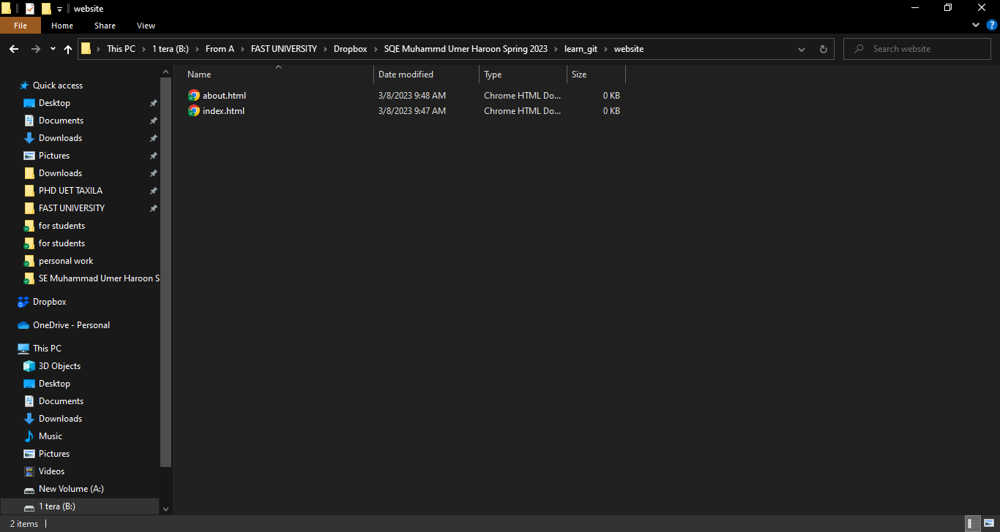 website
File Home Share View
This PC 1 tera (B:) From A FAST UNIVERSITY Dropbox SQE Muhammd Umer Haroon Spring 2023 learn_git website
Search website
Quick access
Desktop
Documents
Downloads
Pictures
Downloads
PHD UET TAXILA
FAST UNIVERSITY
for students
for students
personal work
SE Muhammad Umer Haroon S
Dropbox
OneDrive - Personal
This PC
3D Objects
Desktop
Documents
Downloads
Music
Pictures
Videos
New Volume (A:)
1 tera (B:)
Name Date modified Type Size
about.html 3/8/2023 9:48 AM Chrome HTML Do... 0 KB
index.html 3/8/2023 9:47 AM Chrome HTML Do... 0 KB
2 items